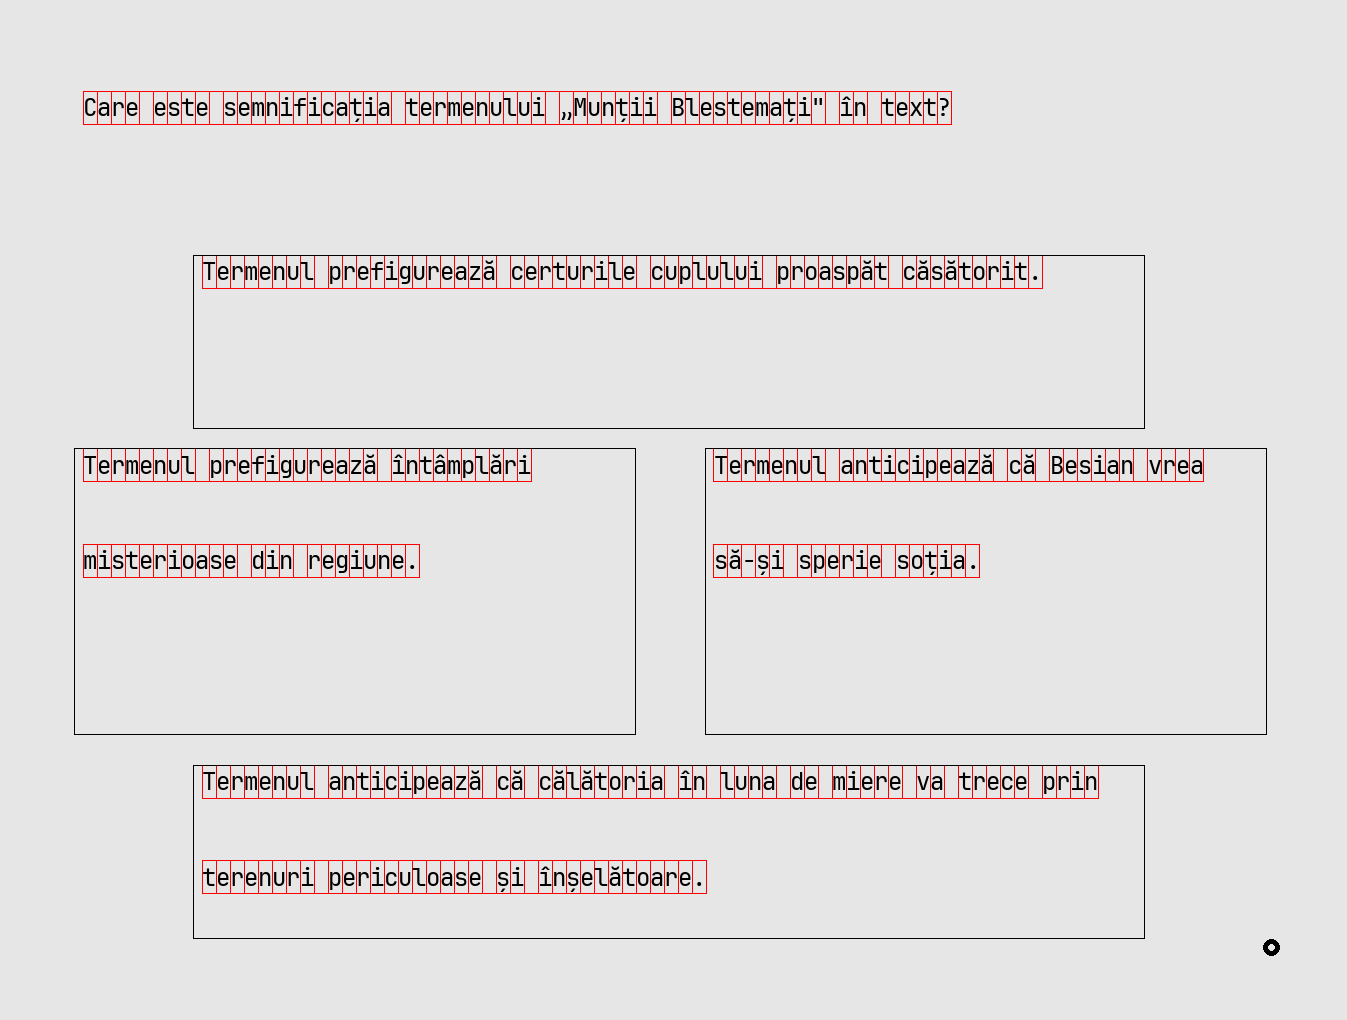 Care este semnificația termenului „Munții Blestemați" în text?
Termenul prefigurează certurile cuplului proaspăt căsătorit.
Termenul prefigurează întâmplări
misterioase din regiune.
Termenul anticipează că Besian vrea
să-și sperie soția.
Termenul anticipează că călătoria în luna de miere va trece prin
terenuri periculoase și înșelătoare.